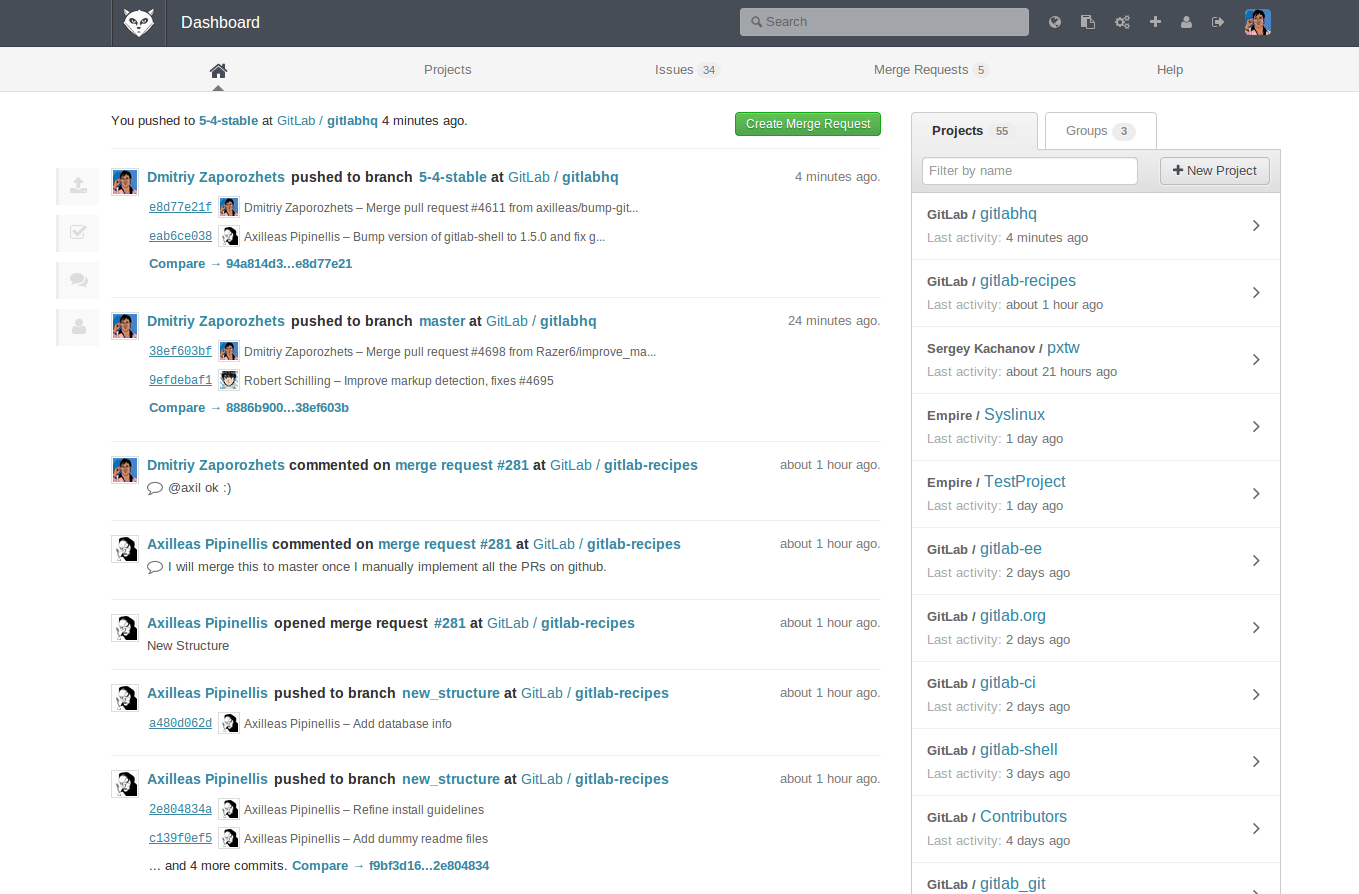 Dashboard
Search
Projects
Issues 34
Merge Requests 5
Help
You pushed to 5-4-stable at GitLab / gitlabhq 4 minutes ago.
Create Merge Request
Dmitriy Zaporozhets pushed to branch 5-4-stable at GitLab / gitlabhq
4 minutes ago.
e8d77e21f Dmitriy Zaporozhets – Merge pull request #4611 from axilleas/bump-git...
eab6ce038 Axilleas Pipinellis – Bump version of gitlab-shell to 1.5.0 and fix g...
Compare → 94a814d3...e8d77e21
Dmitriy Zaporozhets pushed to branch master at GitLab / gitlabhq
24 minutes ago.
38ef603bf Dmitriy Zaporozhets – Merge pull request #4698 from Razer6/improve_ma...
9efdebaf1 Robert Schilling – Improve markup detection, fixes #4695
Compare → 8886b900...38ef603b
Dmitriy Zaporozhets commented on merge request #281 at GitLab / gitlab-recipes
about 1 hour ago.
@axil ok :)
Axilleas Pipinellis commented on merge request #281 at GitLab / gitlab-recipes
about 1 hour ago.
I will merge this to master once I manually implement all the PRs on github.
Axilleas Pipinellis opened merge request #281 at GitLab / gitlab-recipes
about 1 hour ago.
New Structure
Axilleas Pipinellis pushed to branch new_structure at GitLab / gitlab-recipes
about 1 hour ago.
a480d062d Axilleas Pipinellis – Add database info
Axilleas Pipinellis pushed to branch new_structure at GitLab / gitlab-recipes
about 1 hour ago.
2e804834a Axilleas Pipinellis – Refine install guidelines
c139f0ef5 Axilleas Pipinellis – Add dummy readme files
... and 4 more commits. Compare → f9bf3d16...2e804834
Projects 55
Groups 3
Filter by name
New Project
GitLab / gitlabhq
Last activity: 4 minutes ago
GitLab / gitlab-recipes
Last activity: about 1 hour ago
Sergey Kachanov / pxtw
Last activity: about 21 hours ago
Empire / Syslinux
Last activity: 1 day ago
Empire / TestProject
Last activity: 1 day ago
GitLab / gitlab-ee
Last activity: 2 days ago
GitLab / gitlab.org
Last activity: 2 days ago
GitLab / gitlab-ci
Last activity: 2 days ago
GitLab / gitlab-shell
Last activity: 3 days ago
GitLab / Contributors
Last activity: 4 days ago
GitLab / gitlab_git